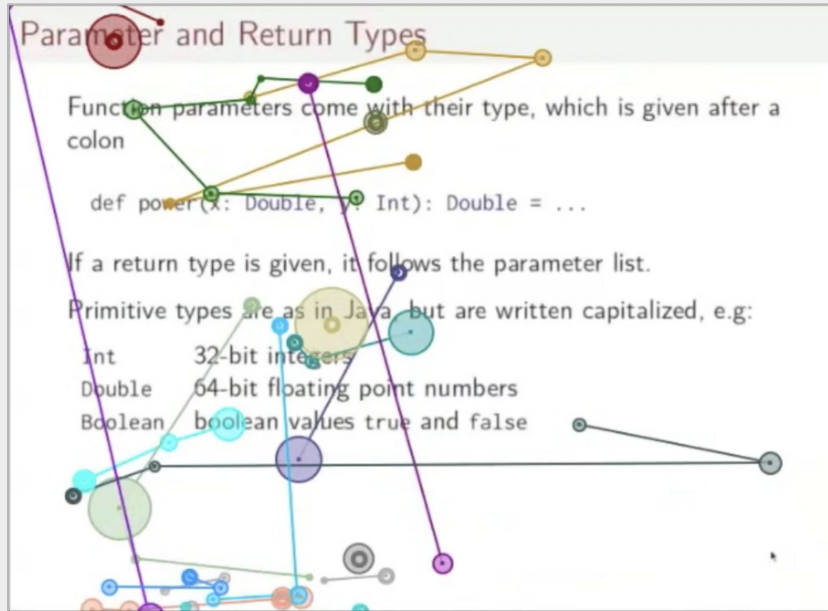 Parameter and Return Types
Function parameters come with their type, which is given after a
colon
def power(x: Double, y: Int): Double = ...
If a return type is given, it follows the parameter list.
Primitive types are as in Java, but are written capitalized, e.g:
Int 32-bit integers
Double 64-bit floating point numbers
Boolean boolean values true and false